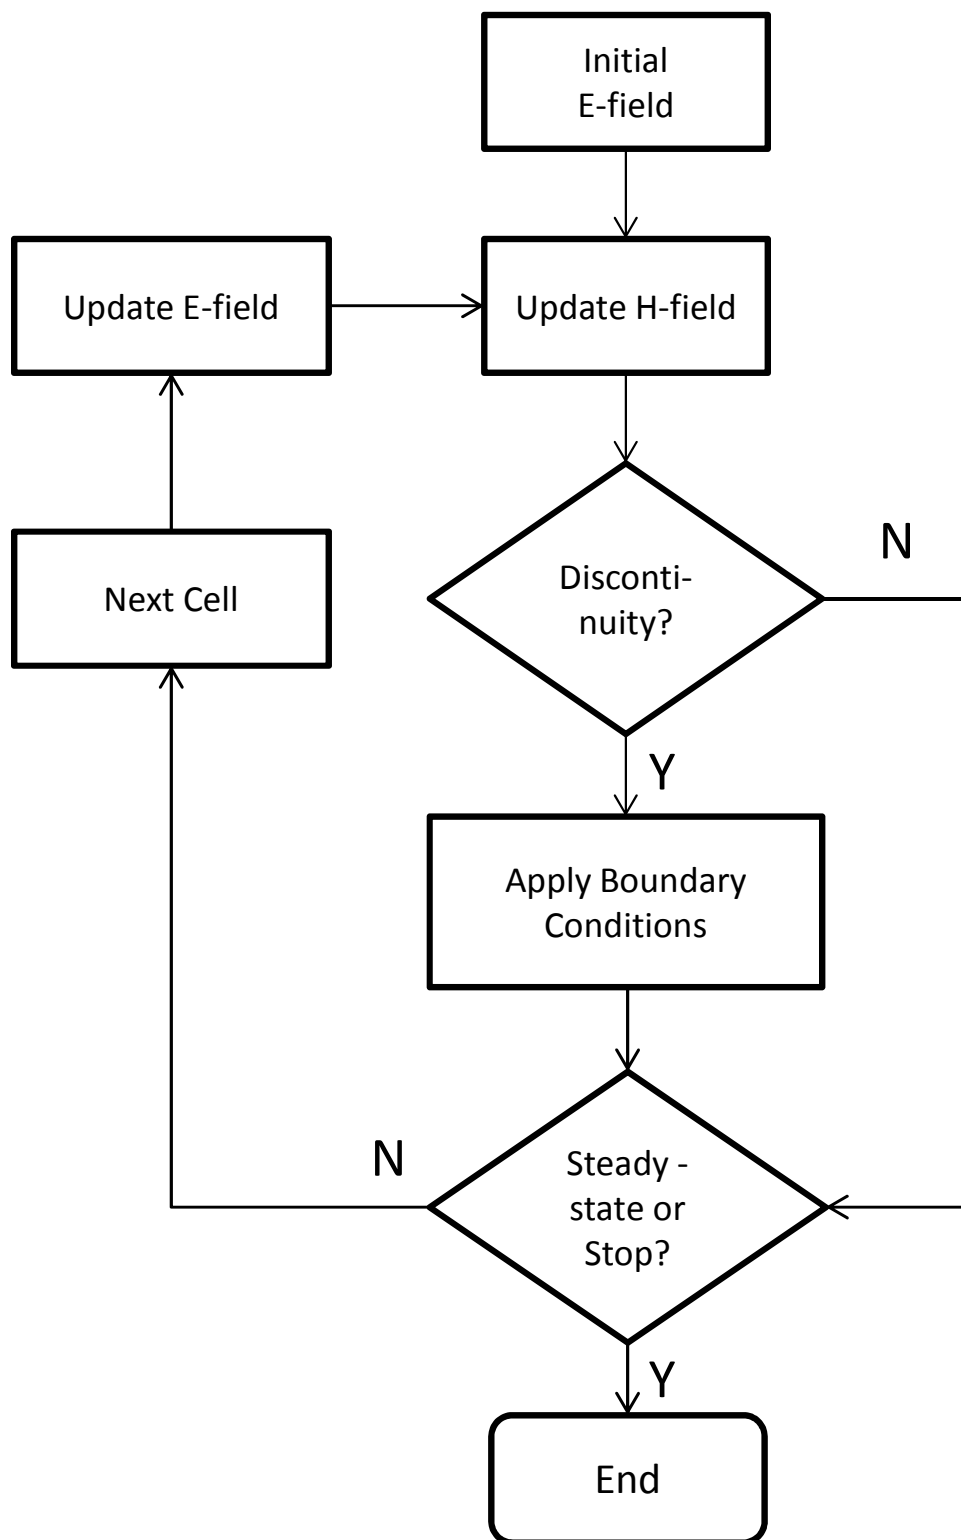 Initial
E-field
Update E-field
Update H-field
Next Cell
Disconti-
nuity?
N
Y
Apply Boundary
Conditions
N
Steady -
state or
Stop?
Y
End